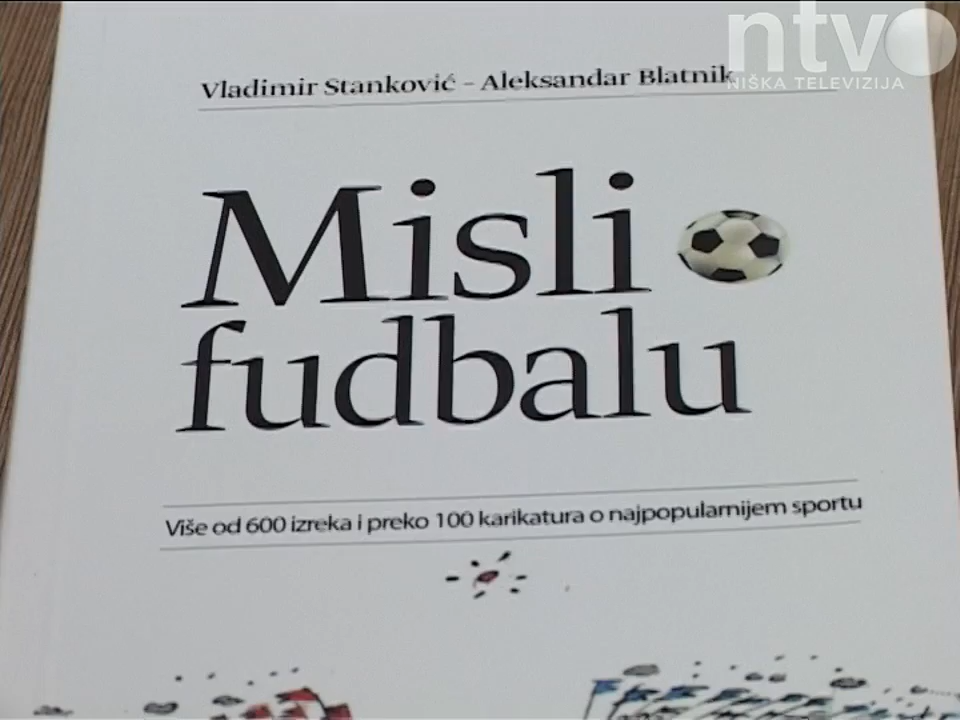 ntv
NIŠKA TELEVIZIJA
Vladimir Stanković - Aleksandar Blatnik
Misli
fudbalu
Više od 600 izreka i preko 100 karikatura o najpopularnijem sportu